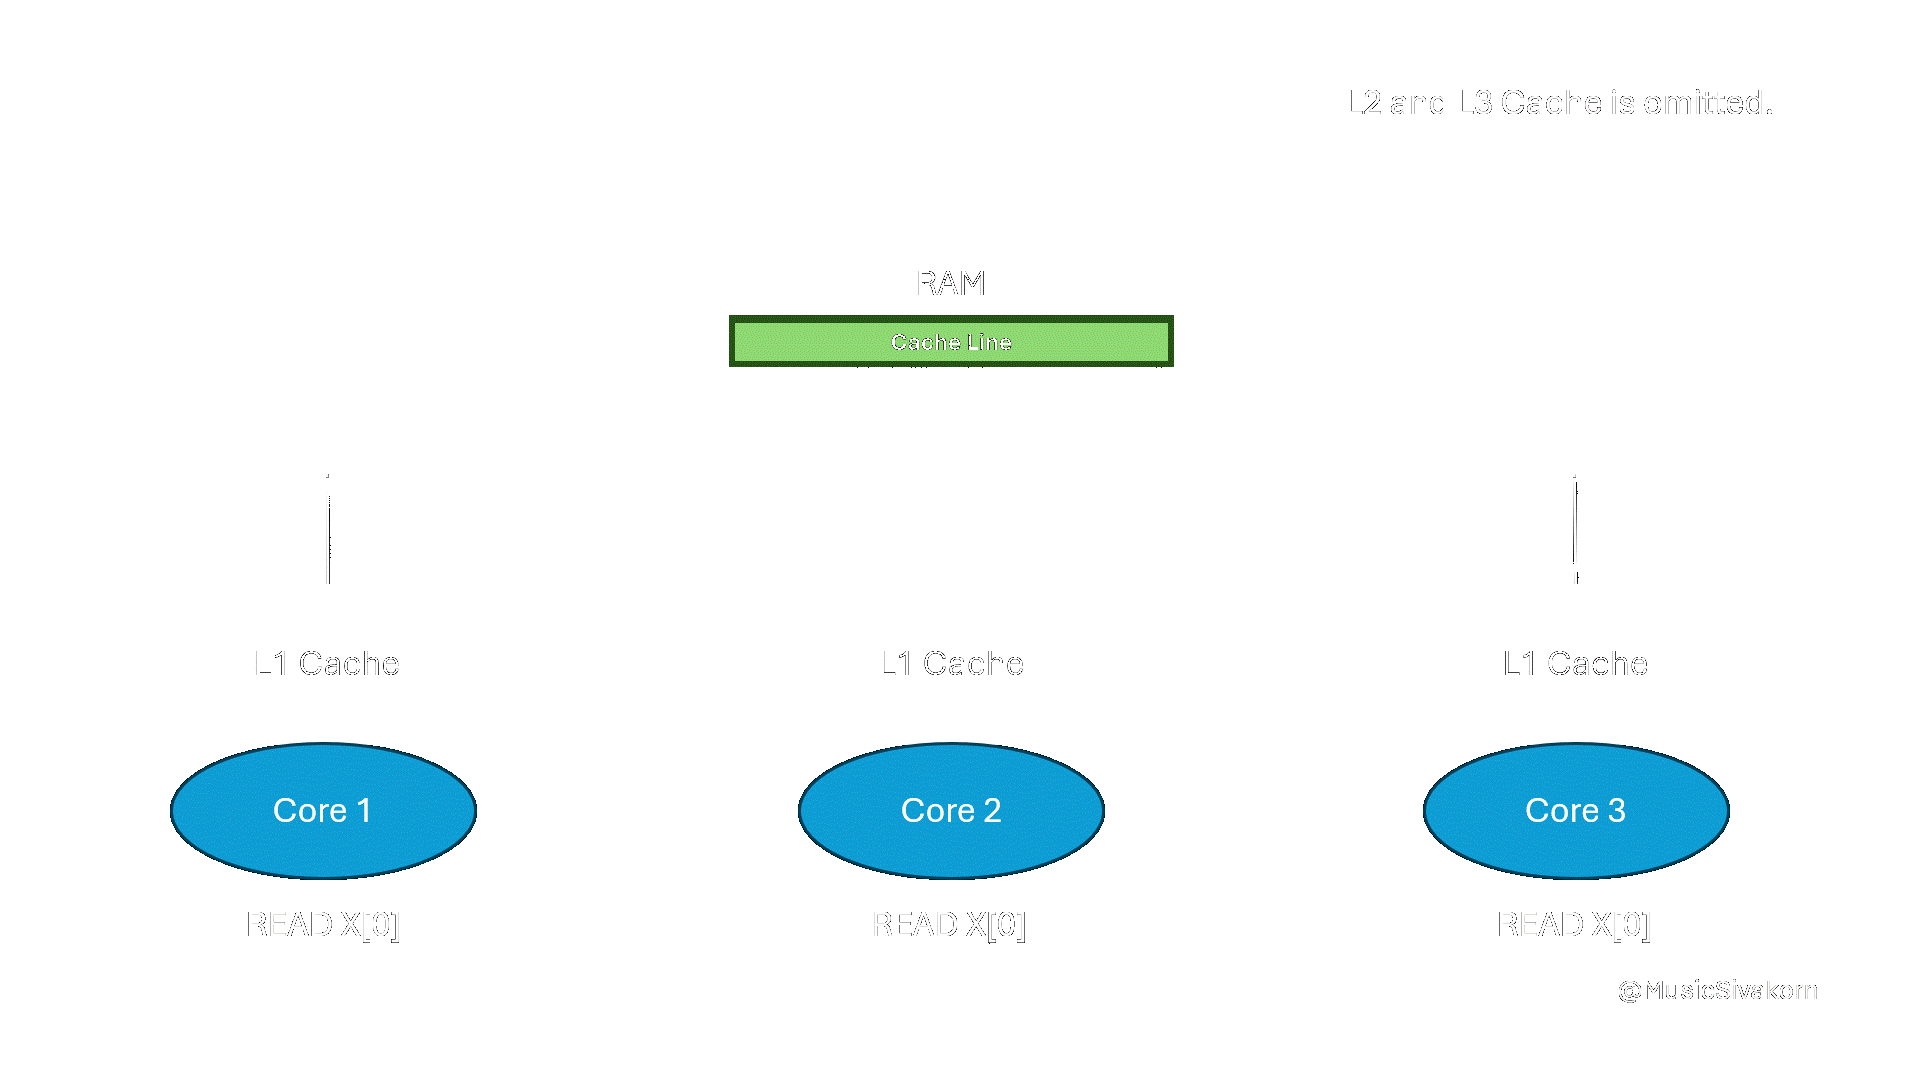 L2 and L3 Cache is omitted.
RAM
Cache Line
L1 Cache
L1 Cache
L1 Cache
Core 1
Core 2
Core 3
READ X[0]
READ X[0]
READ X[0]
@MusicSivakorn